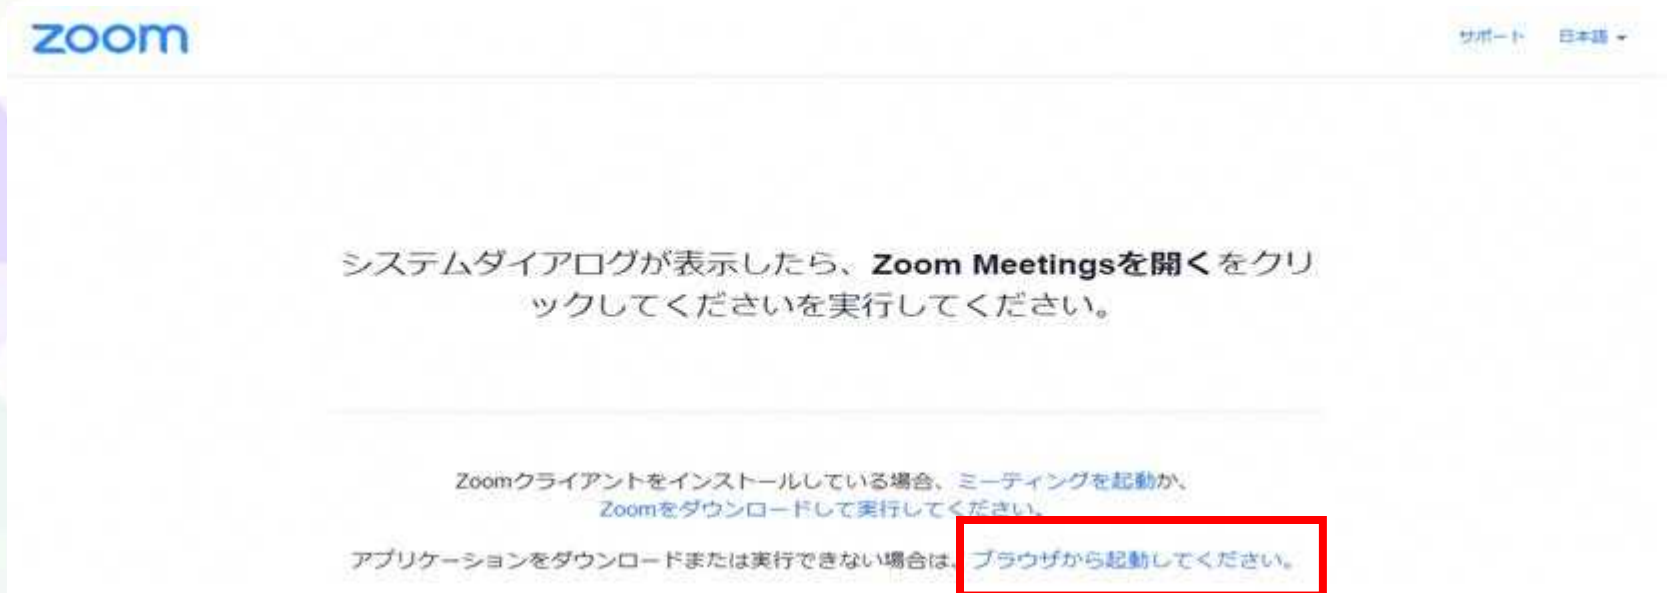 zoom
サポート 日本語
システムダイアログが表示したら、Zoom Meetingsを開くをクリ
ックしてくださいを実行してください。
Zoomクライアントをインストールしている場合、ミーティングを起動か、
Zoomをダウンロードして実行してください。
アプリケーションをダウンロードまたは実行できない場合は、ブラウザから起動してください。